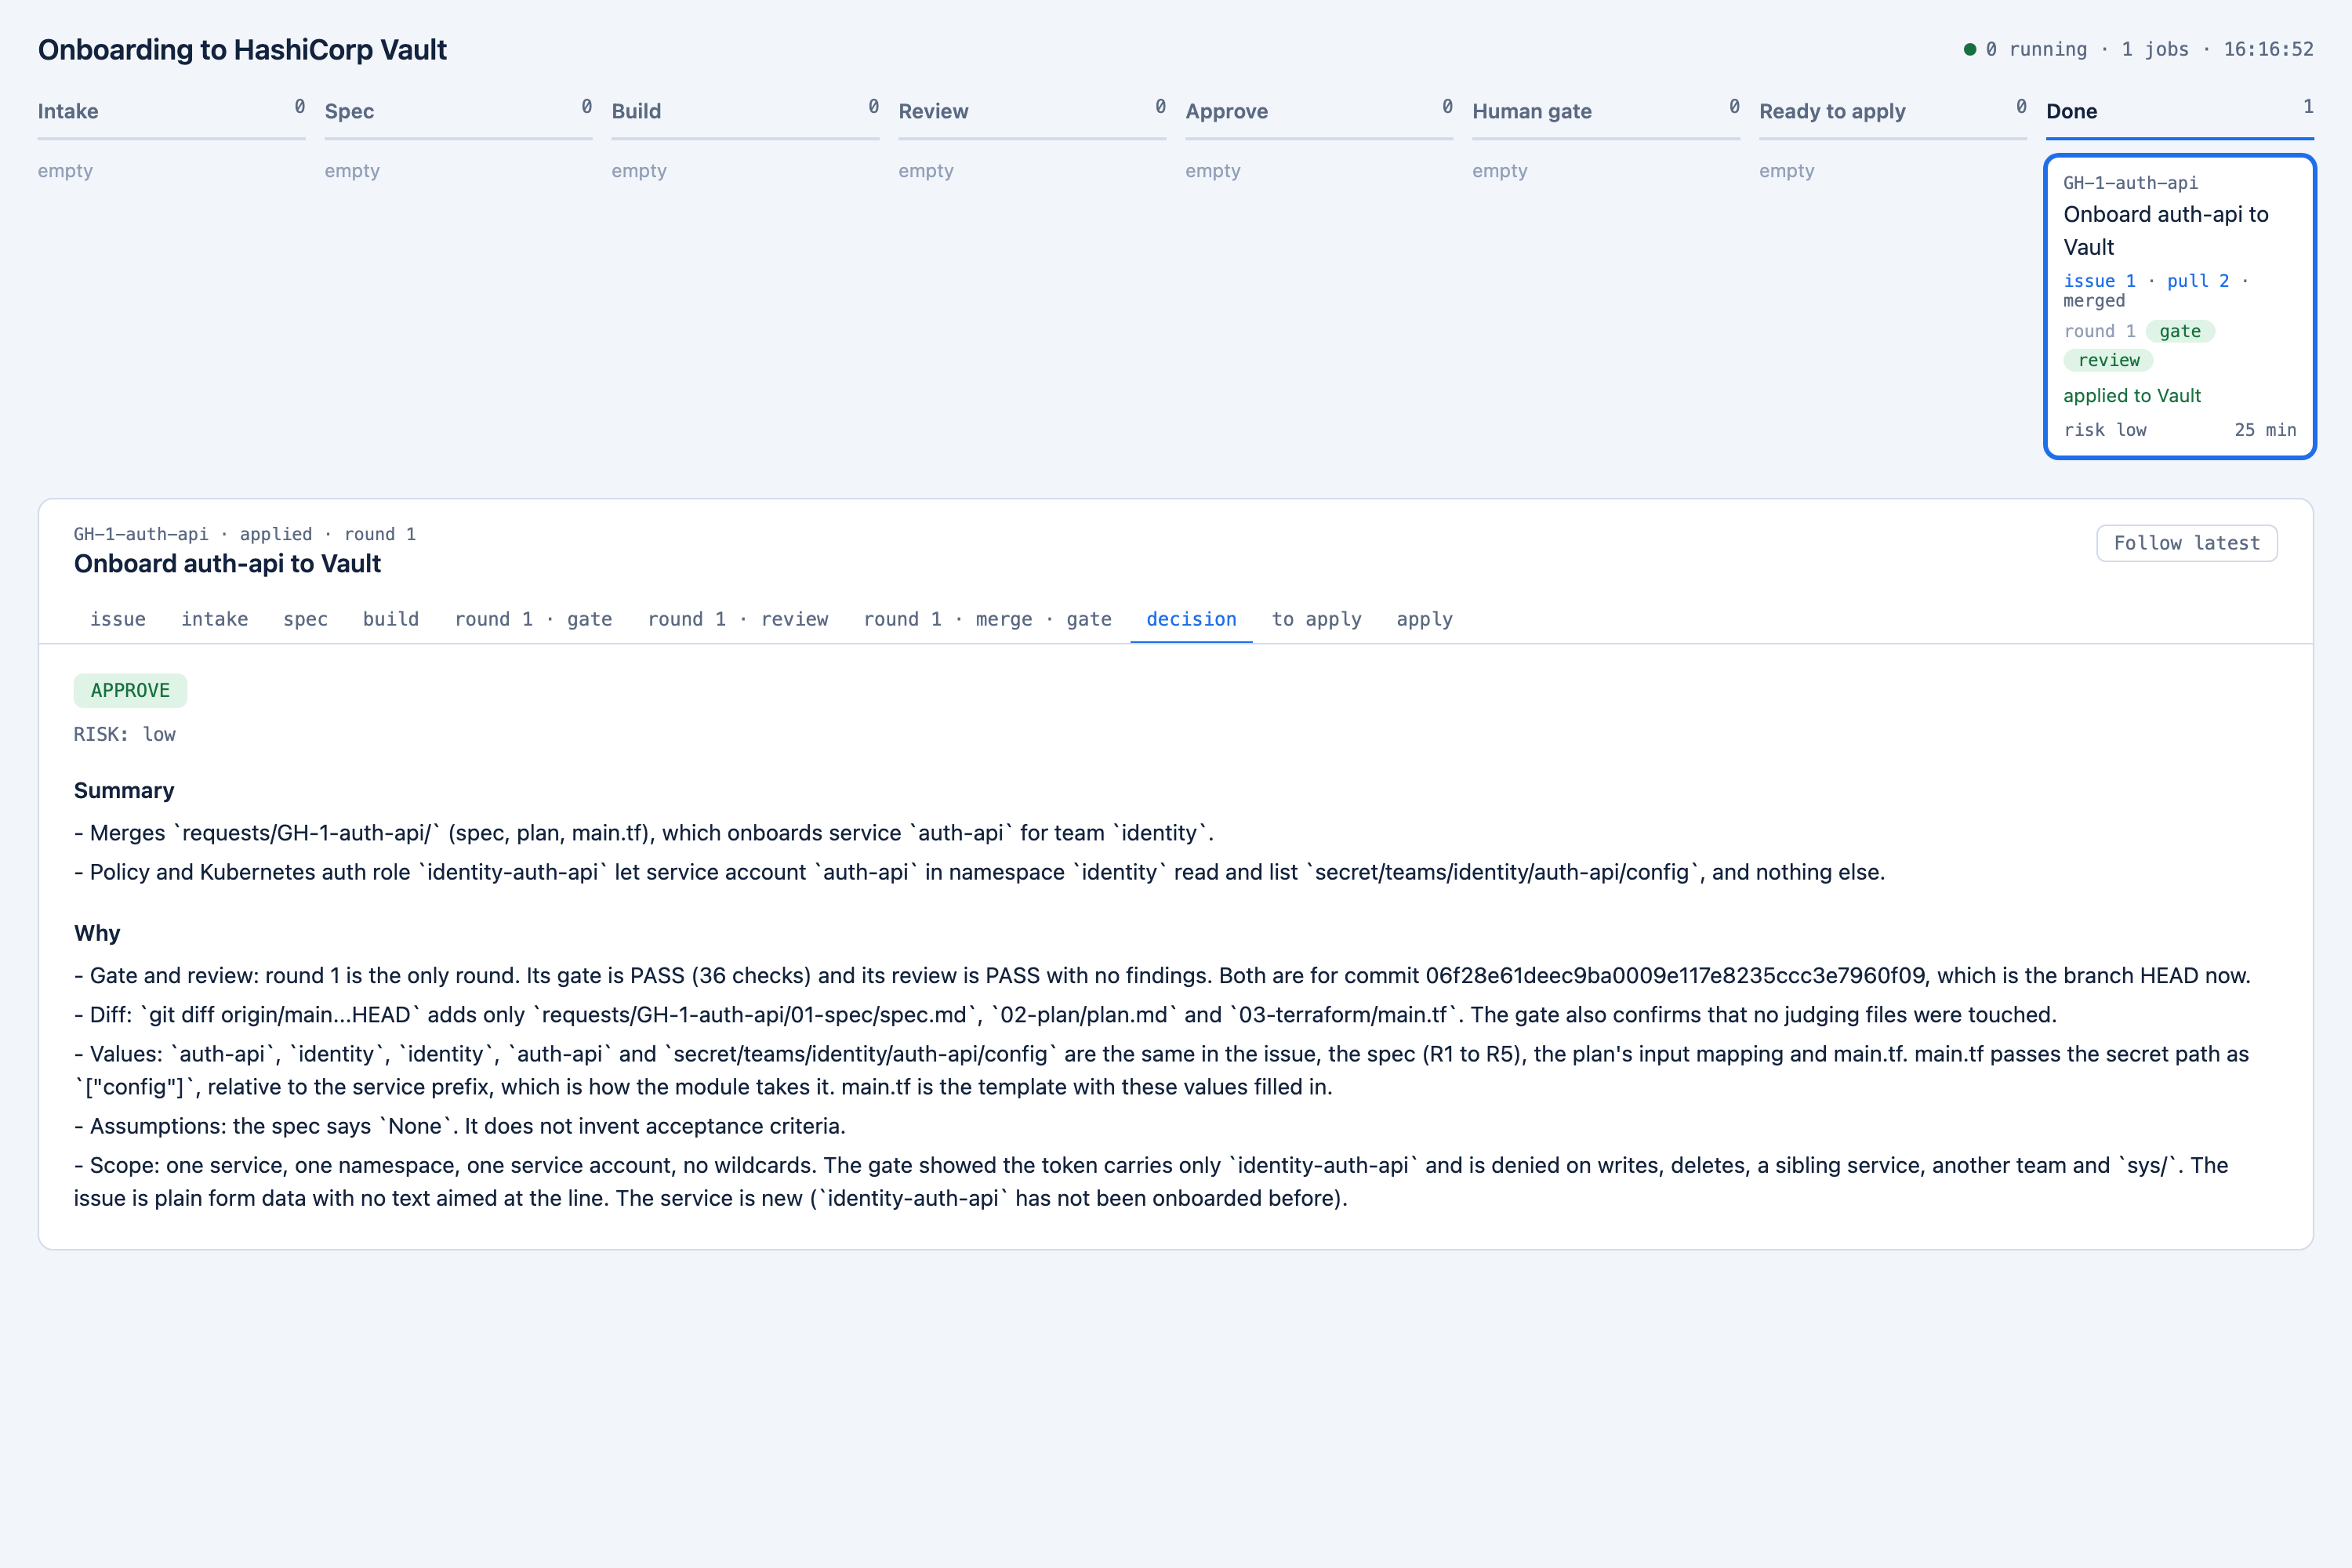 Onboarding to HashiCorp Vault
0 running · 1 jobs · 16:16:52
Intake 0
Spec 0
Build 0
Review 0
Approve 0
Human gate 0
Ready to apply 0
Done 1
empty
empty
empty
empty
empty
empty
empty
GH-1-auth-api
Onboard auth-api to
Vault
issue 1 · pull 2 ·
merged
round 1 gate
review
applied to Vault
risk low 25 min
GH-1-auth-api · applied · round 1
Onboard auth-api to Vault
Follow latest
issue intake spec build round 1 · gate round 1 · review round 1 · merge · gate decision to apply apply
APPROVE
RISK: low
Summary
- Merges `requests/GH-1-auth-api/` (spec, plan, main.tf), which onboards service `auth-api` for team `identity`.
- Policy and Kubernetes auth role `identity-auth-api` let service account `auth-api` in namespace `identity` read and list `secret/teams/identity/auth-api/config`, and nothing else.
Why
- Gate and review: round 1 is the only round. Its gate is PASS (36 checks) and its review is PASS with no findings. Both are for commit 06f28e61deec9ba0009e117e8235ccc3e7960f09, which is the branch HEAD now.
- Diff: `git diff origin/main...HEAD` adds only `requests/GH-1-auth-api/01-spec/spec.md`, `02-plan/plan.md` and `03-terraform/main.tf`. The gate also confirms that no judging files were touched.
- Values: `auth-api`, `identity`, `identity`, `auth-api` and `secret/teams/identity/auth-api/config` are the same in the issue, the spec (R1 to R5), the plan's input mapping and main.tf. main.tf passes the secret path as
`["config"]`, relative to the service prefix, which is how the module takes it. main.tf is the template with these values filled in.
- Assumptions: the spec says `None`. It does not invent acceptance criteria.
- Scope: one service, one namespace, one service account, no wildcards. The gate showed the token carries only `identity-auth-api` and is denied on writes, deletes, a sibling service, another team and `sys/`. The
issue is plain form data with no text aimed at the line. The service is new (`identity-auth-api` has not been onboarded before).